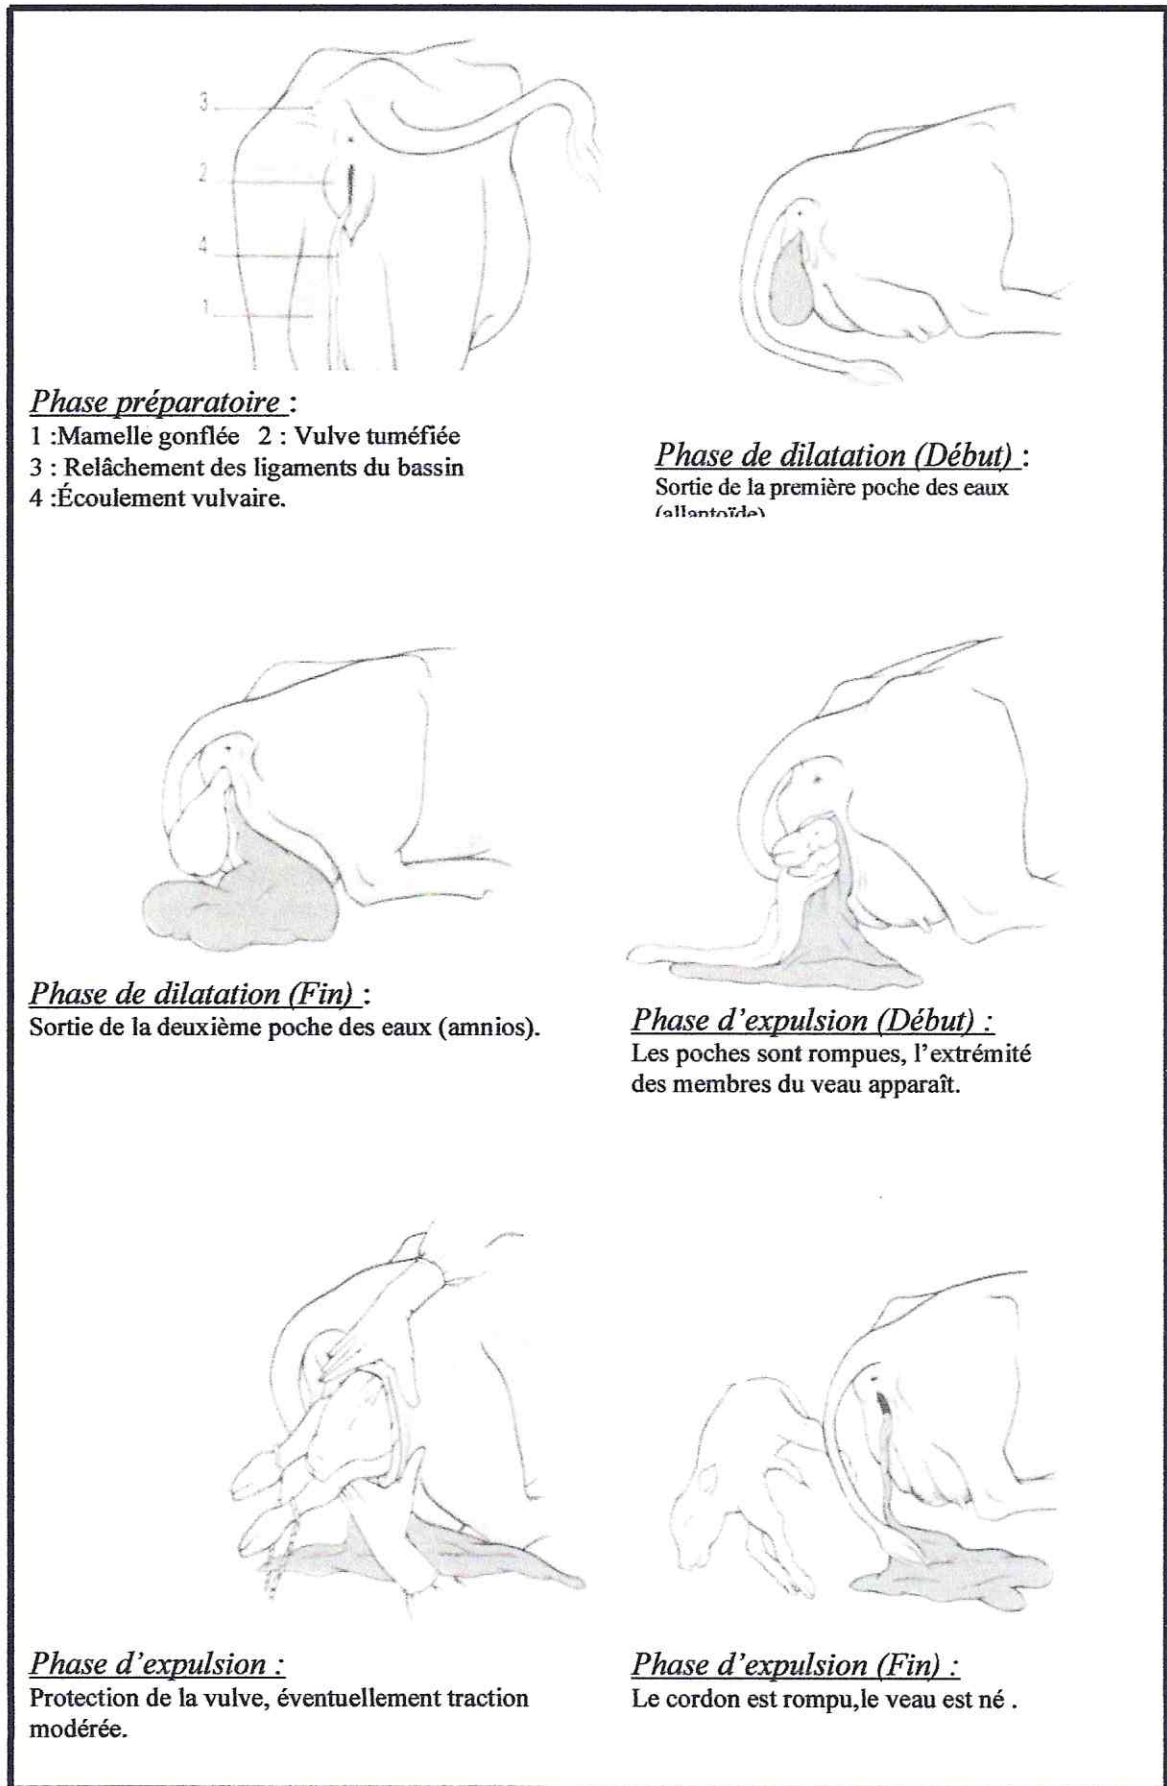 3
2
4
1
Phase préparatoire :
1 :Mamelle gonflée 2 : Vulve tuméfiée
3 : Relâchement des ligaments du bassin
4 :Écoulement vulvaire.
Phase de dilatation (Début) :
Sortie de la première poche des eaux
(allantoïde)
Phase de dilatation (Fin) :
Sortie de la deuxième poche des eaux (amnios).
Phase d'expulsion (Début) :
Les poches sont rompues, l'extrémité
des membres du veau apparaît.
Phase d'expulsion :
Protection de la vulve, éventuellement traction
modérée.
Phase d'expulsion (Fin) :
Le cordon est rompu,le veau est né .